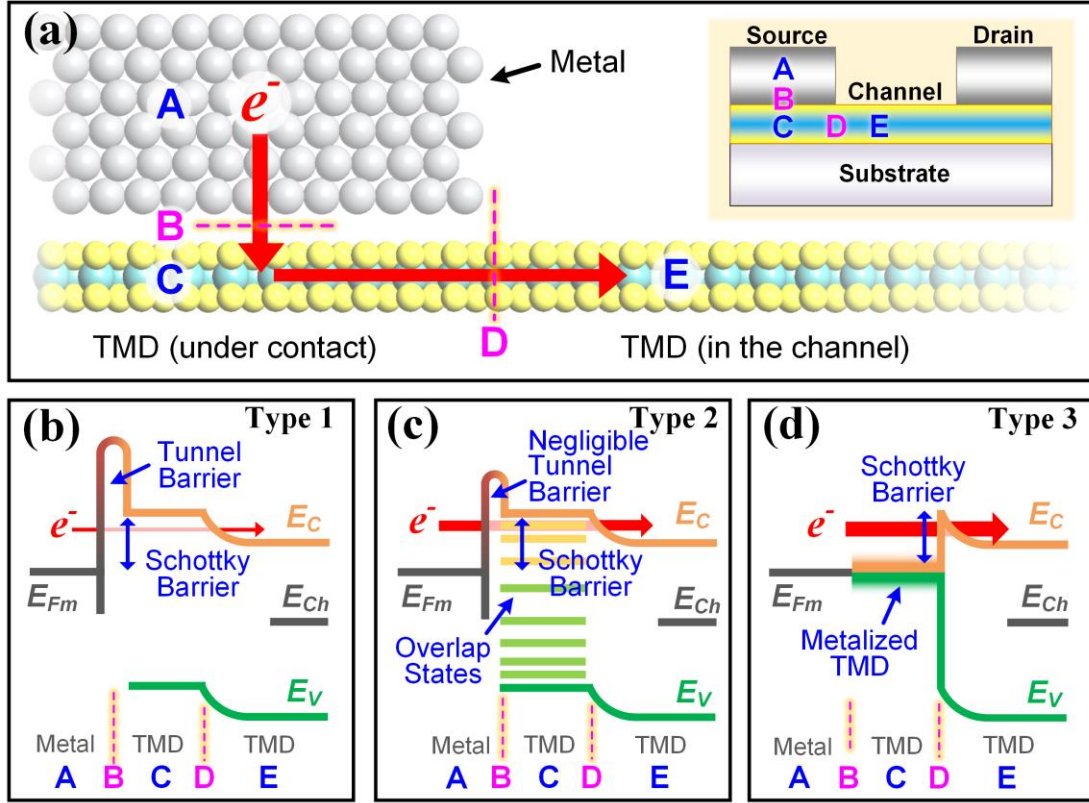 (a)
A
e-
Metal
B
C
E
D
TMD (under contact)
TMD (in the channel)
Source
Drain
A
B
Channel
C
D
E
Substrate
(b)
Type 1
Tunnel
Barrier
e-
EC
Schottky
Barrier
EFm
ECh
EV
Metal
TMD
TMD
A
B
C
D
E
(c)
Type 2
Negligible
Tunnel
Barrier
e-
EC
Schottky
Barrier
EFm
ECh
Overlap
States
EV
Metal
TMD
TMD
A
B
C
D
E
(d)
Type 3
Schottky
Barrier
e-
EC
EFm
ECh
Metalized
TMD
EV
Metal
TMD
TMD
A
B
C
D
E